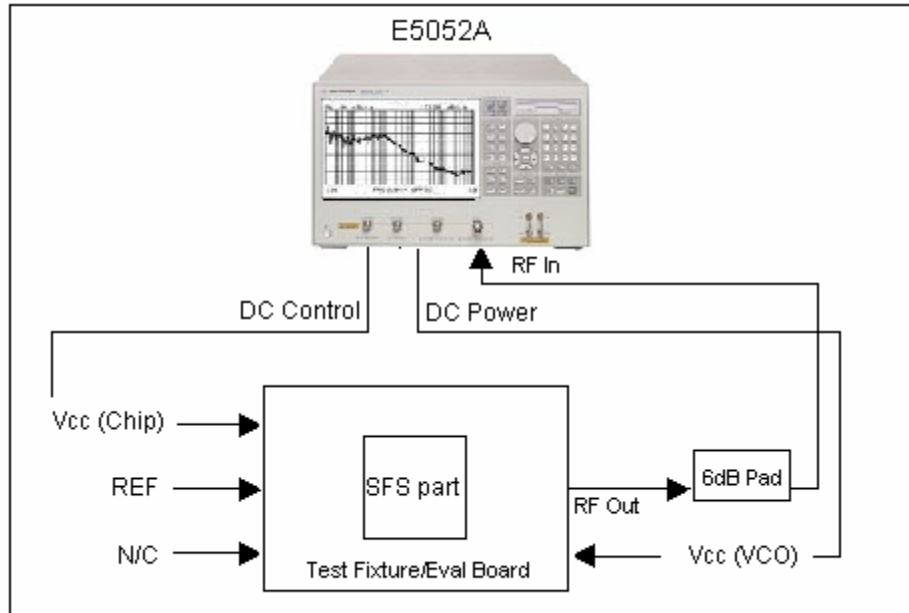 E5052A
RF In
DC Control
DC Power
Vcc (Chip)
REF
SFS part
6dB Pad
RF Out
N/C
Vcc (VCO)
Test Fixture/Eval Board